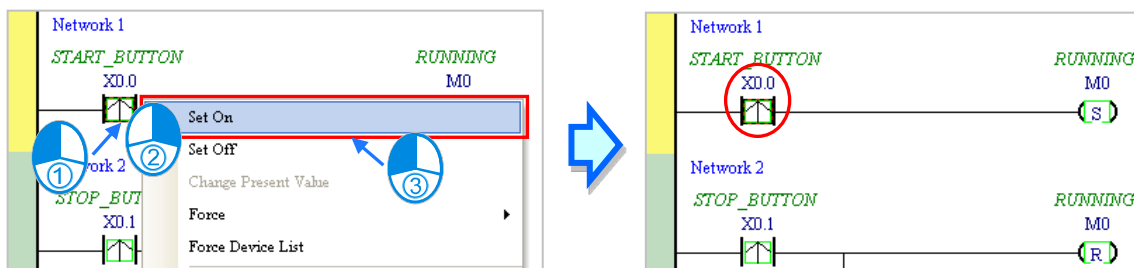 Network 1
START_BUTTON RUNNING
X0.0 M0
Set On
Set Off
Change Present Value
Force
Force Device List
①
②
③
work 2
STOP_BUT
X0.1
Network 1
START_BUTTON RUNNING
X0.0 M0
S
Network 2
STOP_BUTTON RUNNING
X0.1 M0
R